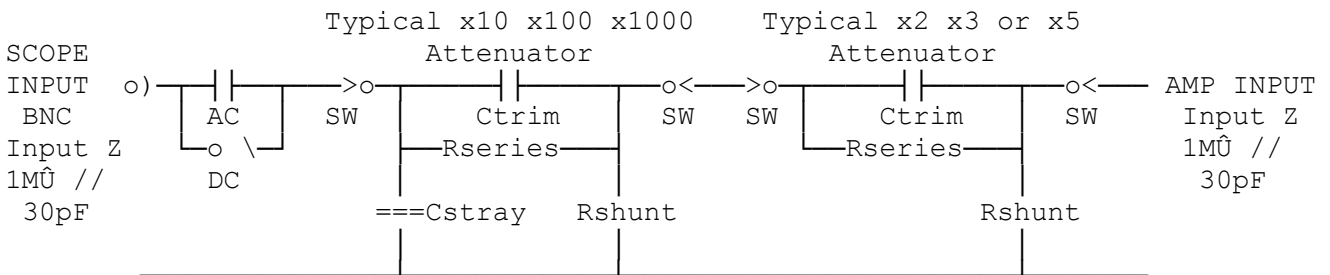 Typical x10 x100 x1000 Typical x2 x3 or x5
SCOPE Attenuator Attenuator
INPUT o) >o o< >o o< AMP INPUT
BNC AC SW Ctrim SW SW Ctrim SW Input Z
Input Z o \ Rseries Rseries 1MÛ //
1MÛ // DC 30pF
30pF ===Cstray Rshunt Rshunt